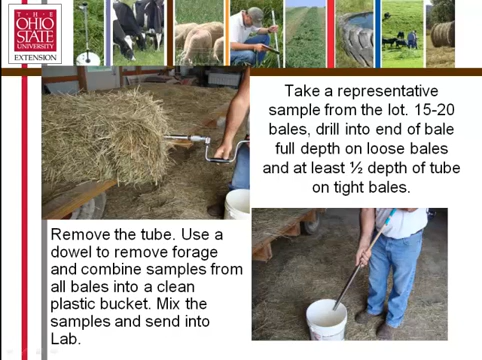 THE
OHIO
STATE
UNIVERSITY
EXTENSION
Take a representative
sample from the lot. 15-20
bales, drill into end of bale
full depth on loose bales
and at least ½ depth of tube
on tight bales.
Remove the tube. Use a
dowel to remove forage
and combine samples from
all bales into a clean
plastic bucket. Mix the
samples and send into
Lab.